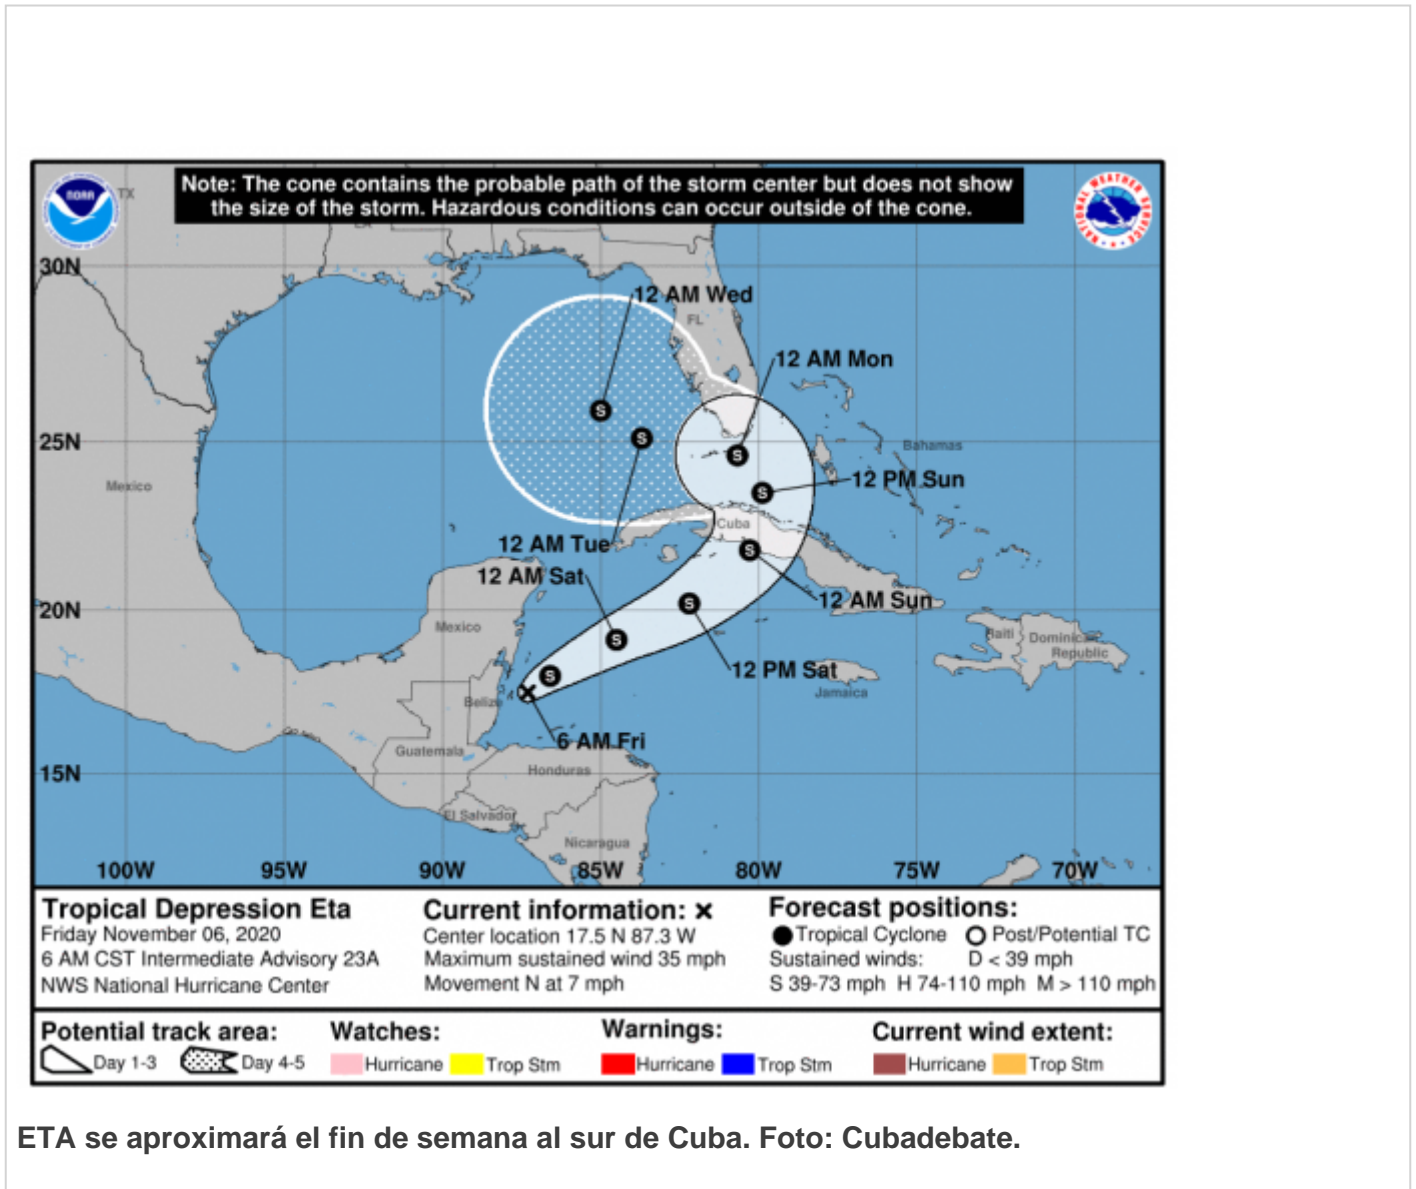 Note: The cone contains the probable path of the storm center but does not show
the size of the storm. Hazardous conditions can occur outside of the cone.
NOAA
TX
LA
NATIONAL WEATHER SERVICE
30N
12 AM Wed
FL
12 AM Mon
25N
Bahamas
Mexico
12 PM Sun
Cuba
12 AM Tue
12 AM Sat
12 AM Sun
20N
Mexico
Haiti
Dominican
Republic
12 PM Sat
Jamaica
Belize
6 AM Fri
Guatemala
Honduras
15N
El Salvador
Nicaragua
100W 95W 90W 85W 80W 75W 70W
S
S
S
S
S
S
S
S
Tropical Depression Eta
Friday November 06, 2020
6 AM CST Intermediate Advisory 23A
NWS National Hurricane Center
Current information: ×
Center location 17.5 N 87.3 W
Maximum sustained wind 35 mph
Movement N at 7 mph
Forecast positions:
Tropical Cyclone Post/Potential TC
Sustained winds: D < 39 mph
S 39-73 mph H 74-110 mph M > 110 mph
Potential track area:
Day 1-3 Day 4-5
Watches:
Hurricane Trop Stm
Warnings:
Hurricane Trop Stm
Current wind extent:
Hurricane Trop Stm
ETA se aproximará el fin de semana al sur de Cuba. Foto: Cubadebate.